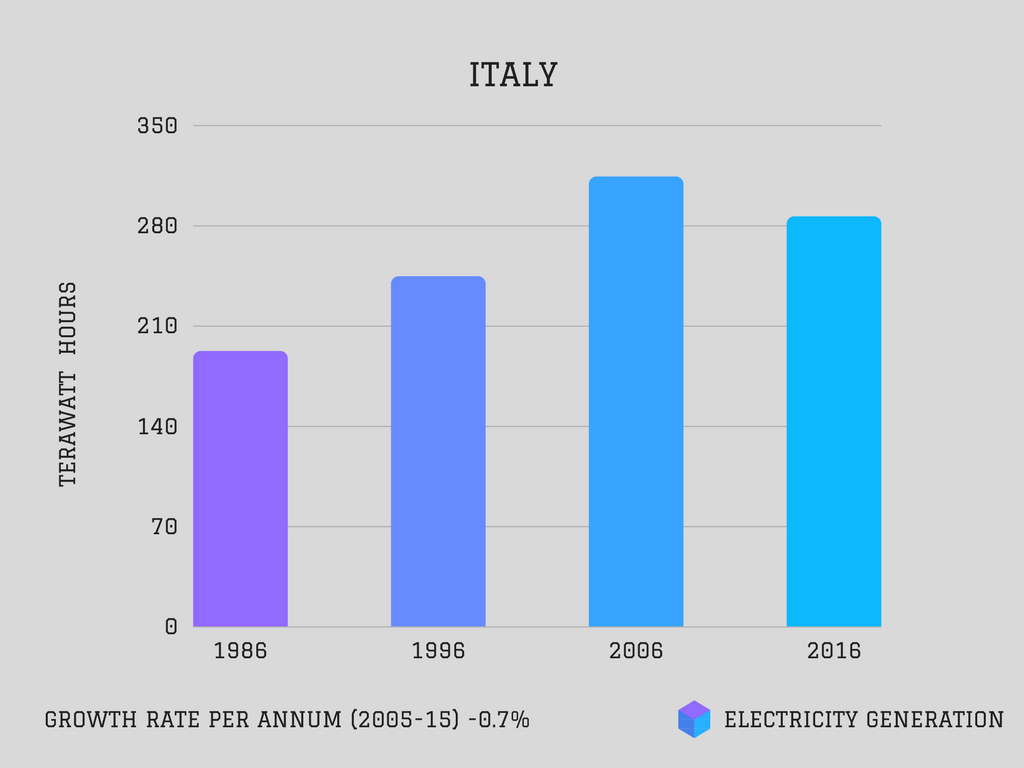 ITALY
350
280
210
140
70
0
TERAWATT HOURS
1986 1996 2006 2016
GROWTH RATE PER ANNUM (2005-15) -0.7%
ELECTRICITY GENERATION